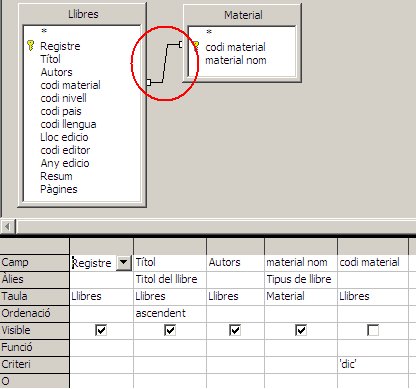 Llibres
*
Registre
Títol
Autors
codi material
codi nivell
codi pais
codi llengua
Lloc edicio
codi editor
Any edicio
Resum
Pàgines
Material
*
codi material
material nom
Camp Registre Títol Autors material nom codi material
Àlies Titol del llibre Tipus de llibre
Taula Llibres Llibres Llibres Material Llibres
Ordenació ascendent
Visible
Funció
Criteri 'dic'
O